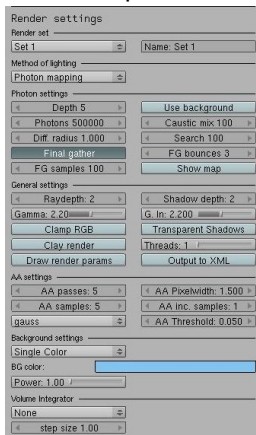 Render settings
Render set
Set 1 Name: Set 1
Method of lighting
Photon mapping
Photon settings
Depth 5 Use background
Photons 500000 Caustic mix 100
Diff. radius 1.000 Search 100
Final gather FG bounces 3
FG samples 100 Show map
General settings
Raydepth: 2 Shadow depth: 2
Gamma: 2.20 G. In: 2.200
Clamp RGB Transparent Shadows
Clay render Threads: 1
Draw render params Output to XML
AA settings
AA passes: 5 AA Pixelwidth: 1.500
AA samples: 5 AA inc. samples: 1
gauss AA Threshold: 0.050
Background settings
Single Color
BG color:
Power: 1.00
Volume Integrator
None
step size 1.00